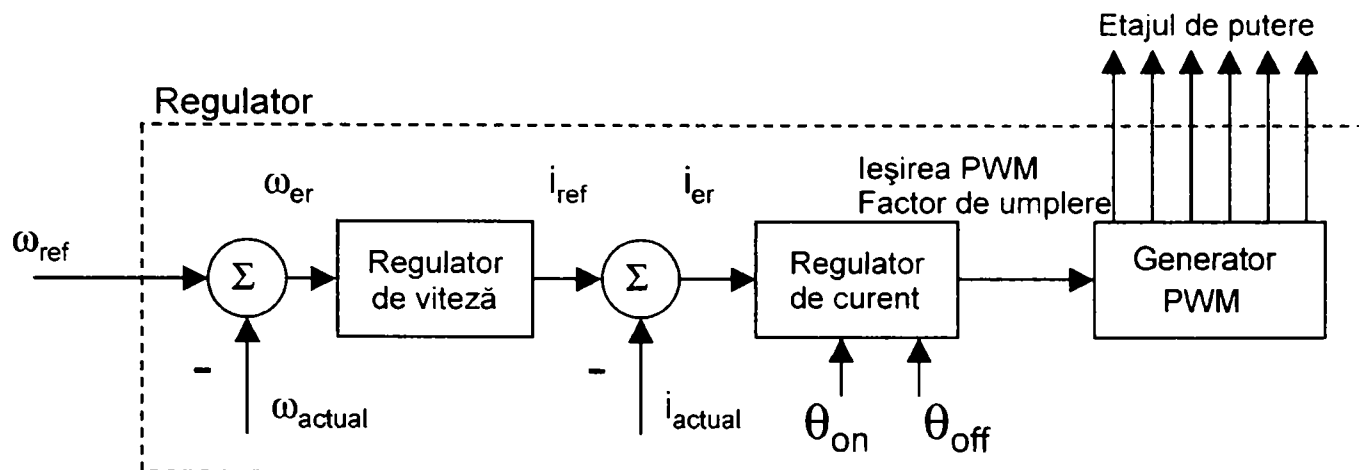 Etajul de putere
Regulator
ω_er
i_ref
i_er
Ieşirea PWM
Factor de umplere
ω_ref
Σ
Regulator
de viteză
Σ
Regulator
de curent
Generator
PWM
-
ω_actual
-
i_actual
θ_on
θ_off